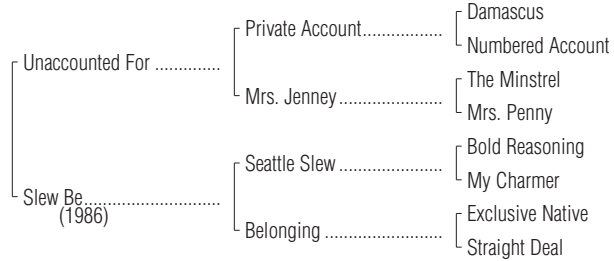 Damascus
Private Account..................
Numbered Account
Unaccounted For ..............
The Minstrel
Mrs. Jenney.......................
Mrs. Penny
Bold Reasoning
Seattle Slew.......................
My Charmer
Slew Be.............................
(1986)
Exclusive Native
Belonging ..........................
Straight Deal